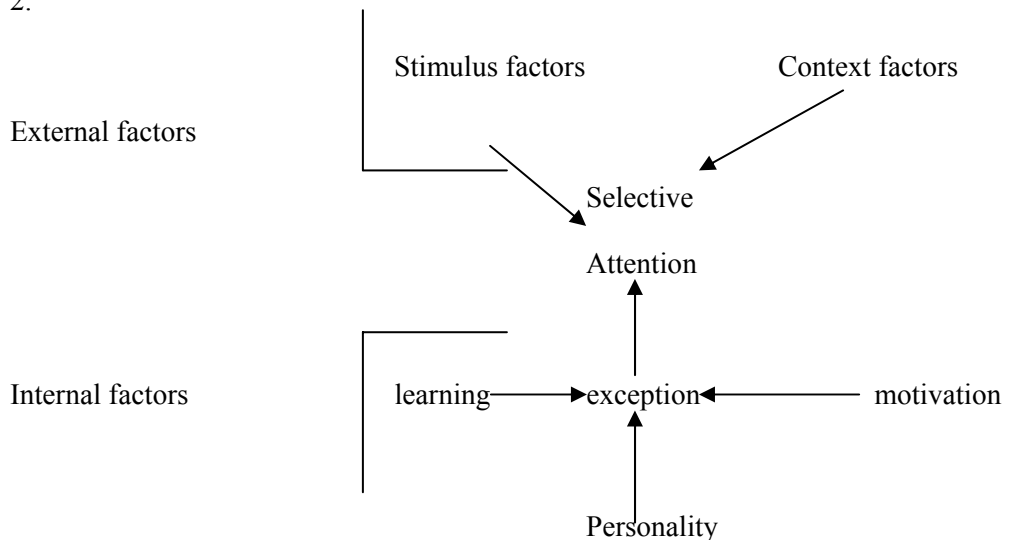 2.
Stimulus factors Context factors
External factors
Selective
Attention
Internal factors learning exception motivation
Personality